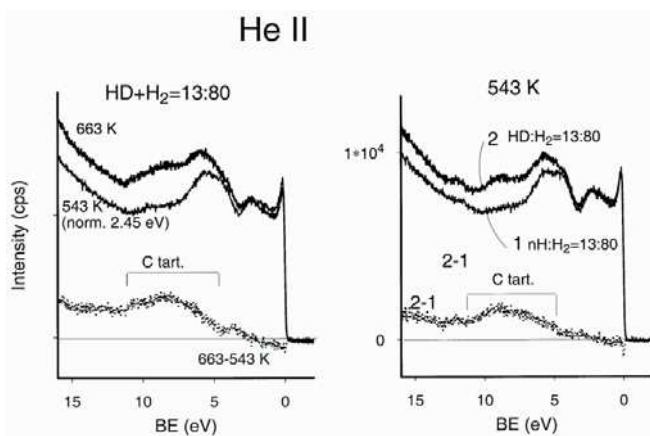 He II
HD+H₂=13:80
663 K
543 K
(norm. 2.45 eV)
C tart.
663-543 K
Intensity (cps)
15 10 5 0
BE (eV)
543 K
1∗10⁴
2 HD:H₂=13:80
1 nH:H₂=13:80
2-1
C tart.
2-1
0
15 10 5 0
BE (eV)